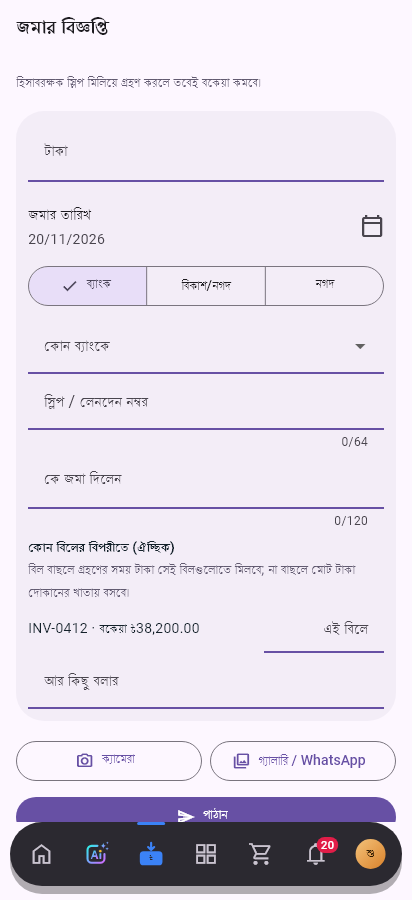 জমার বিজ্ঞপ্তি
হিসাবরক্ষক স্লিপ মিলিয়ে গ্রহণ করলে তবেই বকেয়া কমবে।
টাকা
জমার তারিখ
20/11/2026
ব্যাংক
বিকাশ/নগদ
নগদ
কোন ব্যাংকে
স্লিপ / লেনদেন নম্বর
0/64
কে জমা দিলেন
0/120
কোন বিলের বিপরীতে (ঐচ্ছিক)
বিল বাছলে গ্রহণের সময় টাকা সেই বিলগুলোতে মিলবে; না বাছলে মোট টাকা
দোকানের খাতায় বসবে।
INV-0412 · বকেয়া ৳38,200.00
এই বিলে
আর কিছু বলার
ক্যামেরা
গ্যালারি / WhatsApp
পাঠান
Ai
৳
20
শু